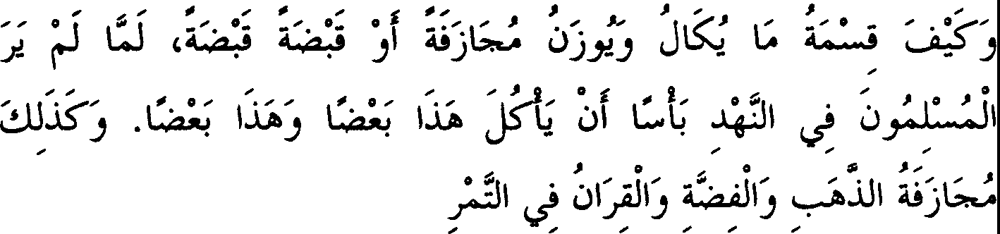 وَكَيْفَ قِسْمَةُ مَا يُكَالُ وَيُوزَنُ مُجَازَفَةً أَوْ قَبْضَةً قَبْضَةً، لَمَّا لَمْ يَرَ
الْمُسْلِمُونَ فِي النَّهْدِ بَأْسًا أَنْ يَأْكُلَ هَذَا بَعْضًا وَهَذَا بَعْضًا. وَكَذَلِكَ
مُجَازَفَةُ الذَّهَبِ وَالْفِضَّةِ وَالْقِرَانُ فِي التَّمْرِ